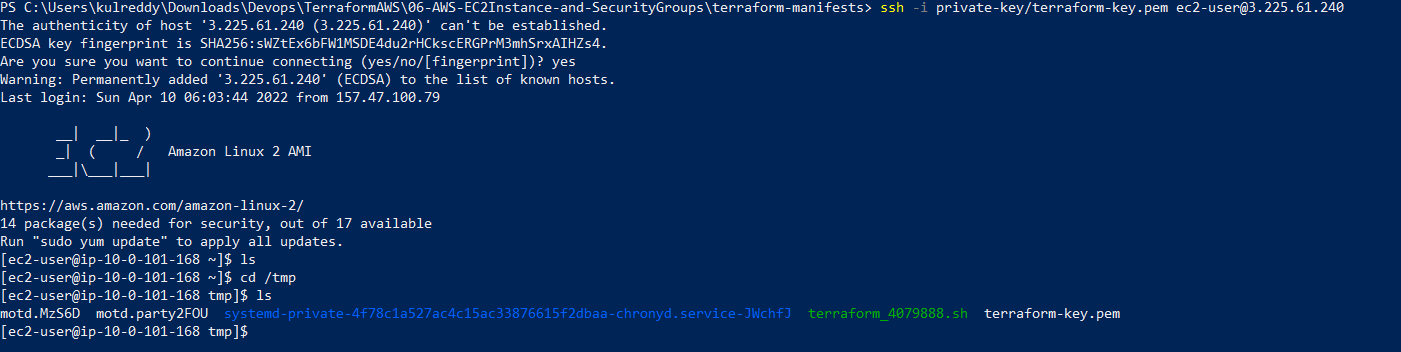 PS C:\Users\kulreddy\Downloads\Devops\TerraformAWS\06-AWS-EC2Instance-and-SecurityGroups\terraform-manifests> ssh -i private-key/terraform-key.pem ec2-user@3.225.61.240
The authenticity of host '3.225.61.240 (3.225.61.240)' can't be established.
ECDSA key fingerprint is SHA256:sWZtEx6bFW1MSDE4du2rHCkscERGPrM3mhSrxAIHZs4.
Are you sure you want to continue connecting (yes/no/[fingerprint])? yes
Warning: Permanently added '3.225.61.240' (ECDSA) to the list of known hosts.
Last login: Sun Apr 10 06:03:44 2022 from 157.47.100.79

       __|  __|_  )
       _|  (     /   Amazon Linux 2 AMI
      ___|\___|___|

https://aws.amazon.com/amazon-linux-2/
14 package(s) needed for security, out of 17 available
Run "sudo yum update" to apply all updates.
[ec2-user@ip-10-0-101-168 ~]$ ls
[ec2-user@ip-10-0-101-168 ~]$ cd /tmp
[ec2-user@ip-10-0-101-168 tmp]$ ls
motd.MzS6D  motd.party2FOU  systemd-private-4f78c1a527ac4c15ac33876615f2dbaa-chronyd.service-JWchfJ  terraform_4079888.sh  terraform-key.pem
[ec2-user@ip-10-0-101-168 tmp]$